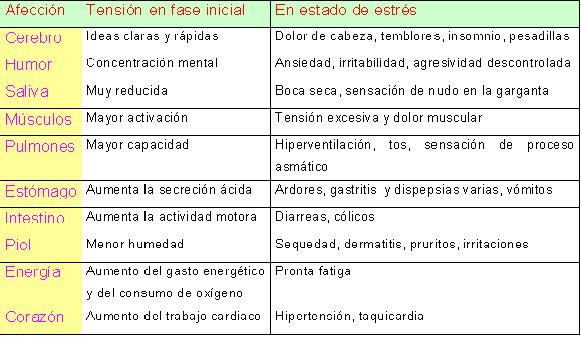 Afección Tensión en fase inicial En estado de estrés
Cerebro Ideas claras y rápidas Dolor de cabeza, temblores, insomnio, pesadillas
Humor Concentración mental Ansiedad, irritabilidad, agresividad descontrolada
Saliva Muy reducida Boca seca, sensación de nudo en la garganta
Músculos Mayor activación Tensión excesiva y dolor muscular
Pulmones Mayor capacidad Hiperventilación, tos, sensación de proceso
asmático
Estómago Aumenta la secreción ácida Ardores, gastritis y dispepsias varias, vómitos
Intestino Aumenta la actividad motora Diarreas, cólicos
Piel Menor humedad Sequedad, dermatitis, pruritos, irritaciones
Energía Aumento del gasto energético Pronta fatiga
y del consumo de oxígeno
Corazón Aumento del trabajo cardiaco Hipertensión, taquicardia